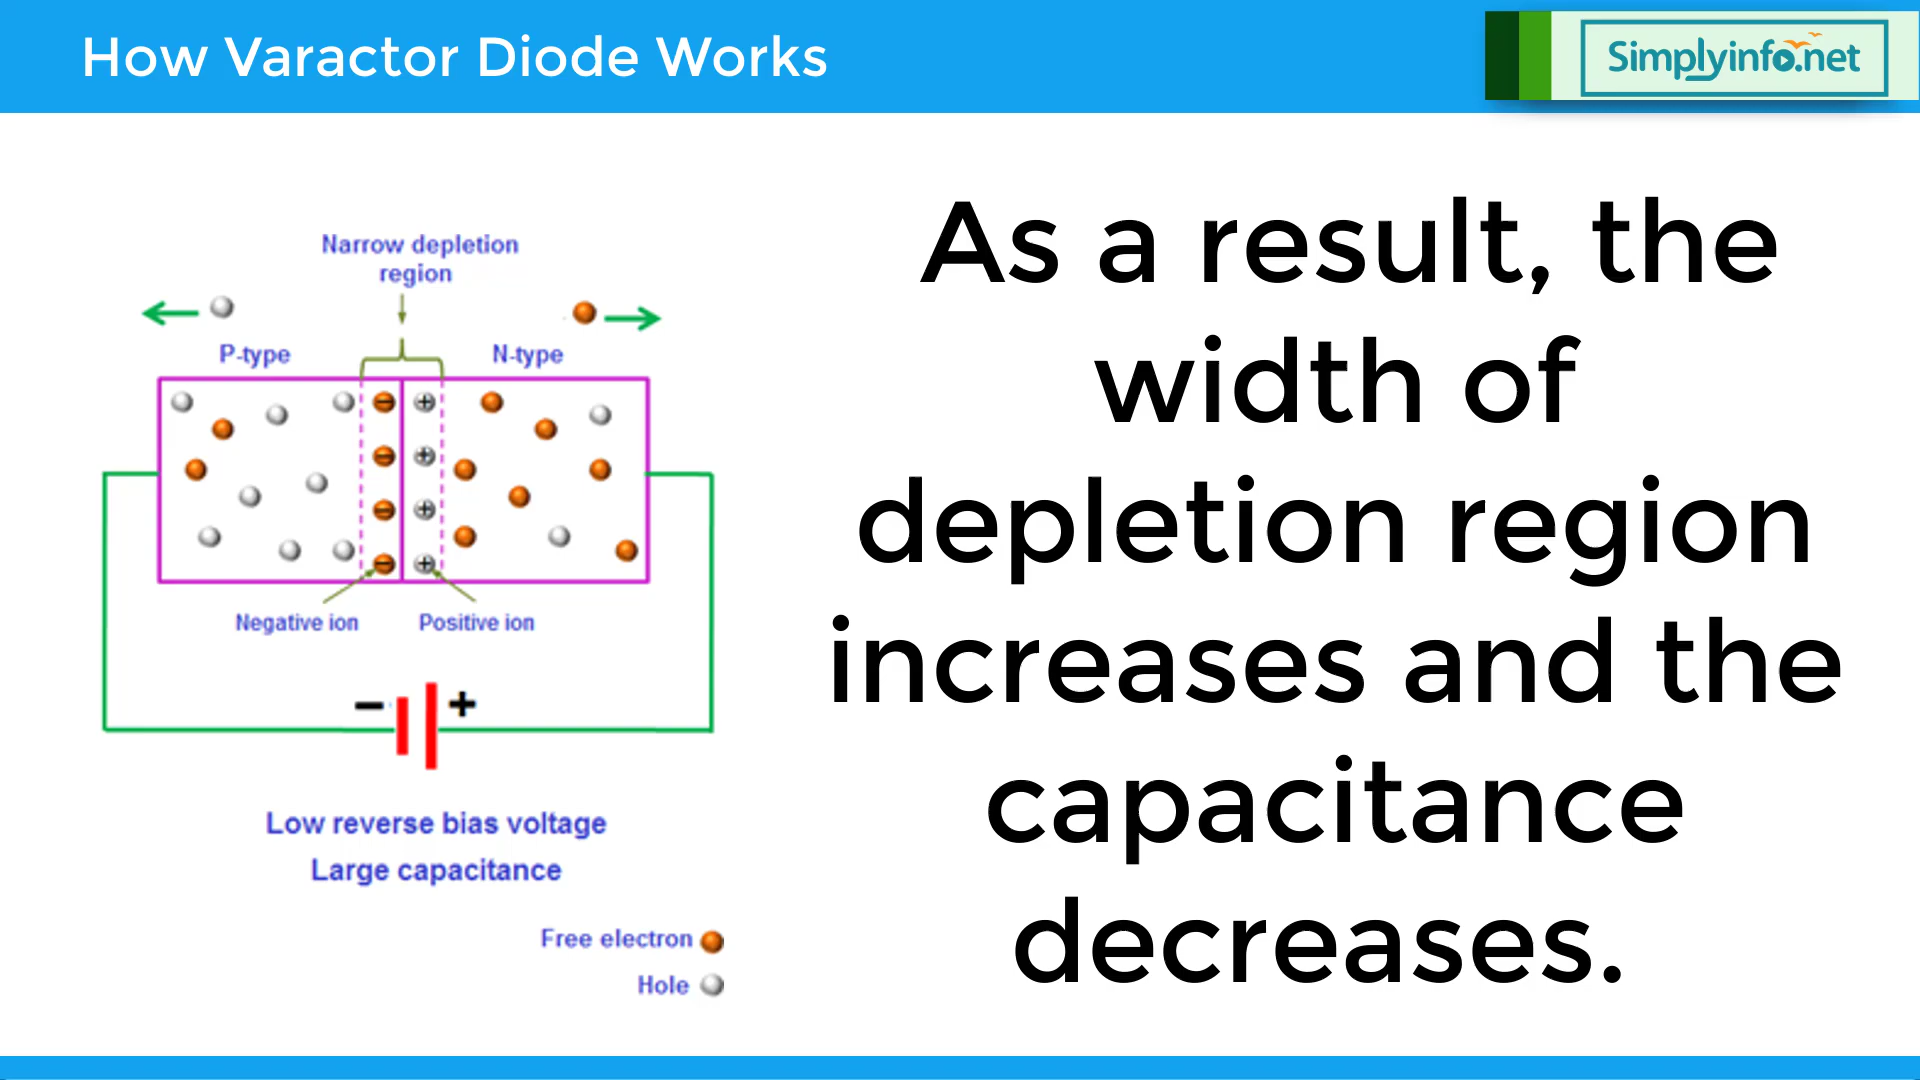 How Varactor Diode Works
Simplyinfo.net
Narrow depletion
region
P-type
N-type
Negative ion
Positive ion
− +
Low reverse bias voltage
Large capacitance
Free electron
Hole
As a result, the
width of
depletion region
increases and the
capacitance
decreases.